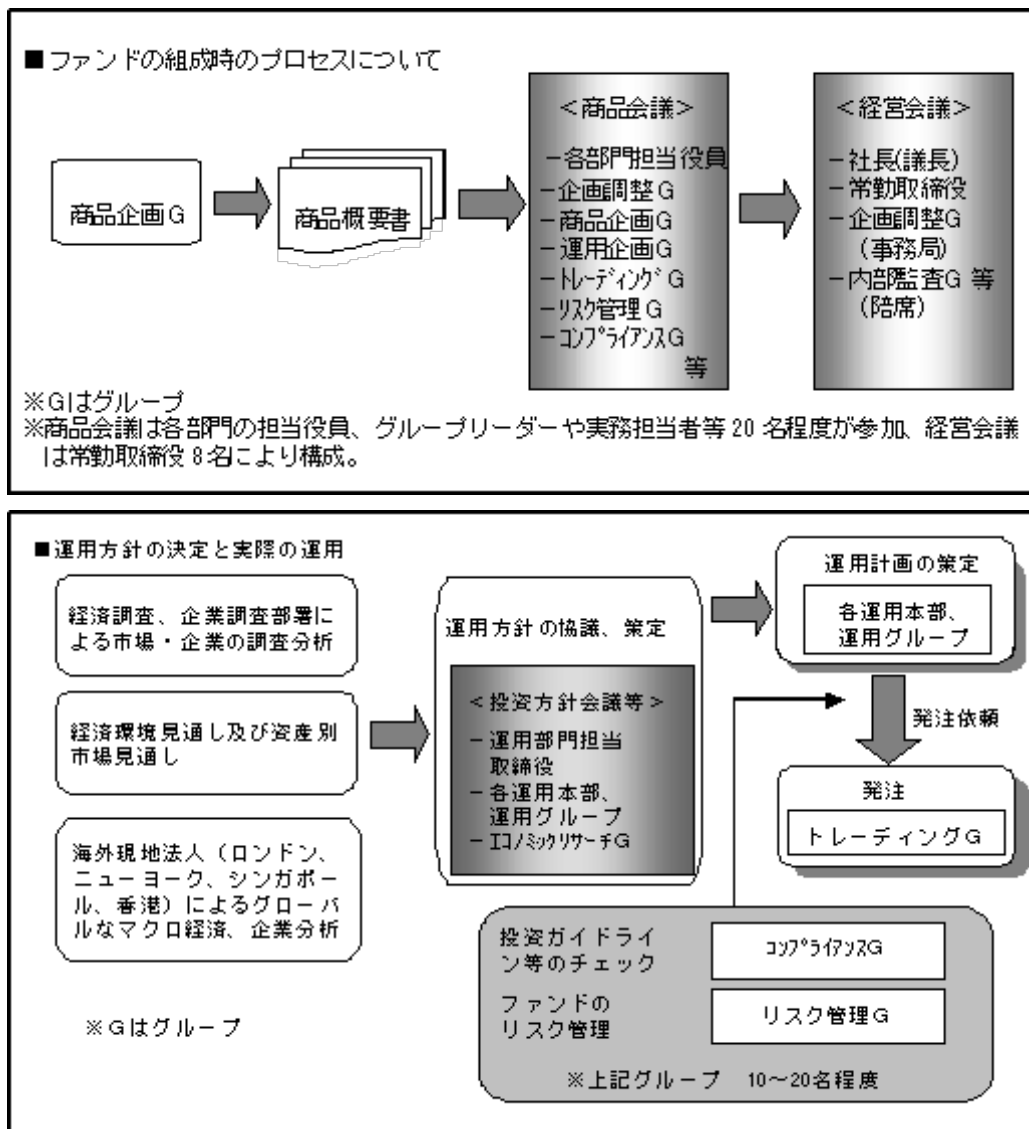 ■ファンドの組成時のプロセスについて
商品企画G
商品概要書
＜商品会議＞
－各部門担当役員
－企画調整G
－商品企画G
－運用企画G
－ﾄﾚｰﾃﾞｨﾝｸﾞG
－ﾘｽｸ管理G
－ｺﾝﾌﾟﾗｲｱﾝｽG
等
＜経営会議＞
－社長(議長)
－常勤取締役
－企画調整G
（事務局）
－内部監査G 等
（陪席）
※Gはグループ
※商品会議は各部門の担当役員、グループリーダーや実務担当者等20名程度が参加、経営会議
は常勤取締役8名により構成。
■運用方針の決定と実際の運用
経済調査、企業調査部署に
よる市場・企業の調査分析
経済環境見通し及び資産別
市場見通し
海外現地法人（ロンドン、
ニューヨーク、シンガポー
ル、香港）によるグローバ
ルなマクロ経済、企業分析
※Gはグループ
運用方針の協議、策定
＜投資方針会議等＞
－運用部門担当
取締役
－各運用本部、
運用グループ
－ｴｺﾉﾐｯｸﾘｻｰﾁG
運用計画の策定
各運用本部、
運用グループ
発注依頼
発注
トレーディングG
投資ガイドライ
ン等のチェック
ｺﾝﾌﾟﾗｲｱﾝｽG
ファンドの
リスク管理
リスク管理G
※上記グループ 10～20名程度